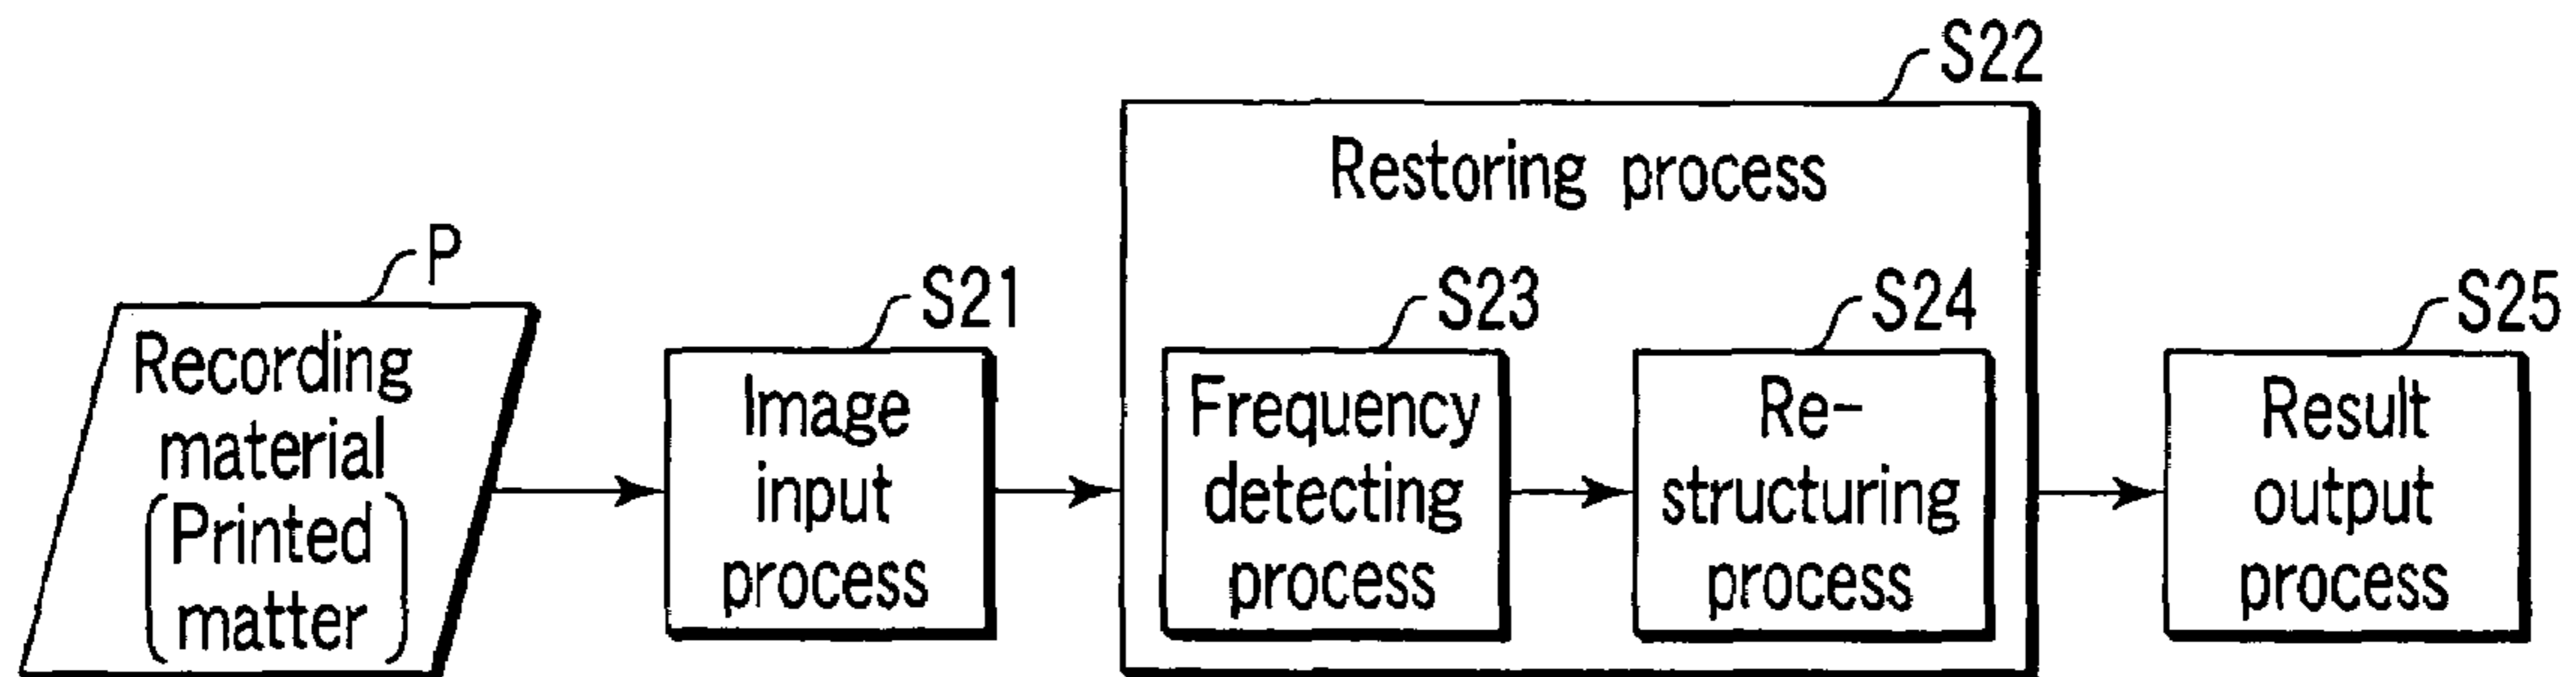 P
Recording
material
(Printed
matter)
S21
Image
input
process
S22
Restoring process
S23
Frequency
detecting
process
S24
Re-
structuring
process
S25
Result
output
process